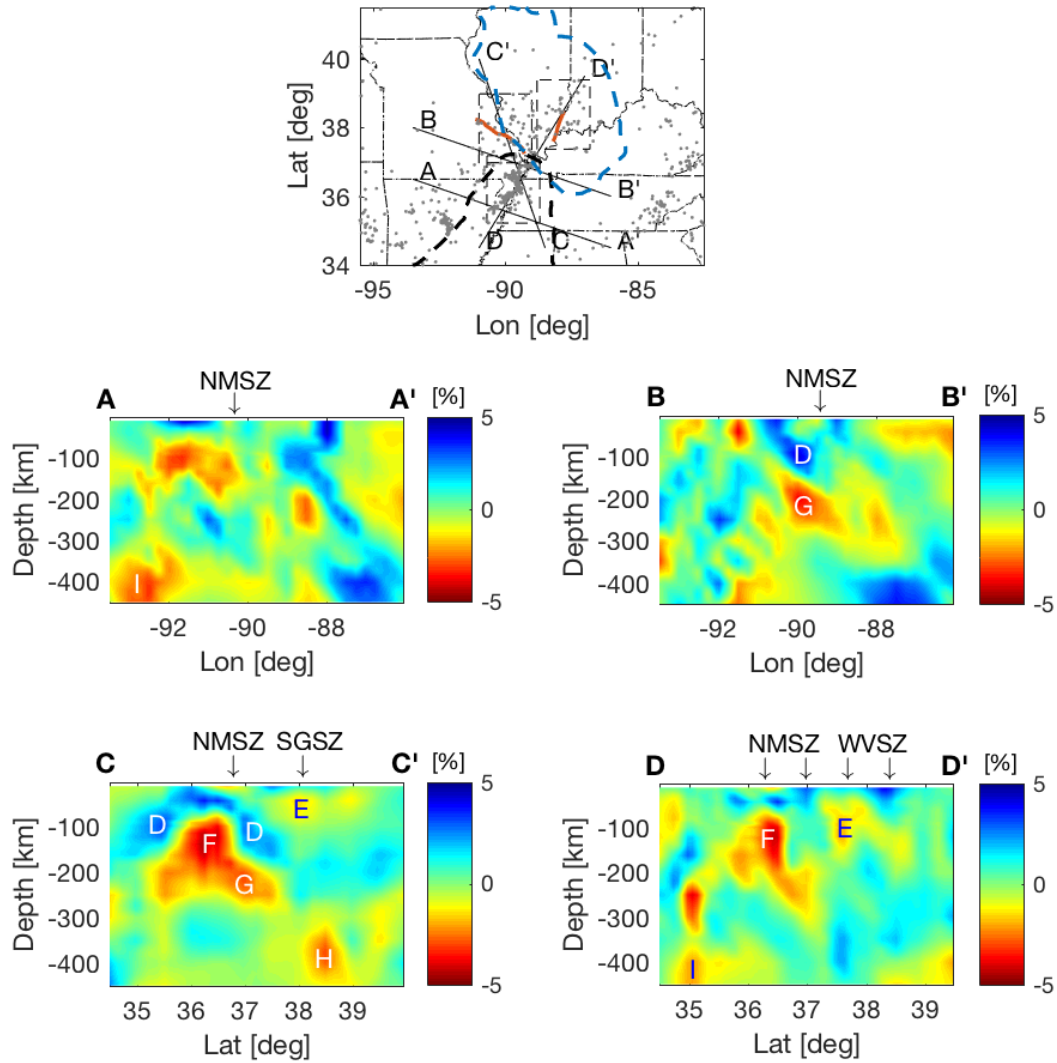 40
38
36
34
Lat [deg]
C'
D'
B
A
B'
D
C
A
-95
-90
-85
Lon [deg]
NMSZ
A
A'
[%]
5
0
-5
-100
-200
-300
-400
Depth [km]
I
-92
-90
-88
Lon [deg]
NMSZ
B
B'
[%]
5
0
-5
-100
-200
-300
-400
Depth [km]
D
G
-92
-90
-88
Lon [deg]
NMSZ SGSZ
C
C'
[%]
5
0
-5
-100
-200
-300
-400
Depth [km]
E
D
D
F
G
H
35
36
37
38
39
Lat [deg]
NMSZ WVSZ
D
D'
[%]
5
0
-5
-100
-200
-300
-400
Depth [km]
F
E
I
35
36
37
38
39
Lat [deg]